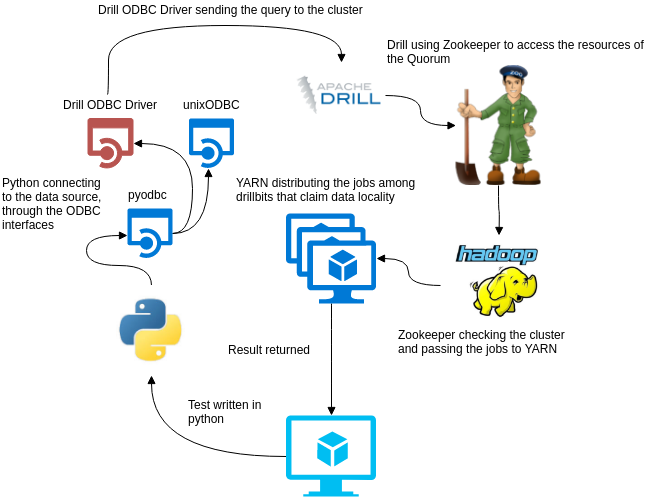 Drill ODBC Driver sending the query to the cluster
Drill using Zookeeper to access the resources of
the Quorum
APACHE
DRILL
ZOO
Drill ODBC Driver
unixODBC
Python connecting
to the data source,
through the ODBC
interfaces
pyodbc
YARN distributing the jobs among
drillbits that claim data locality
hadoop
Zookeeper checking the cluster
and passing the jobs to YARN
Result returned
Test written in
python